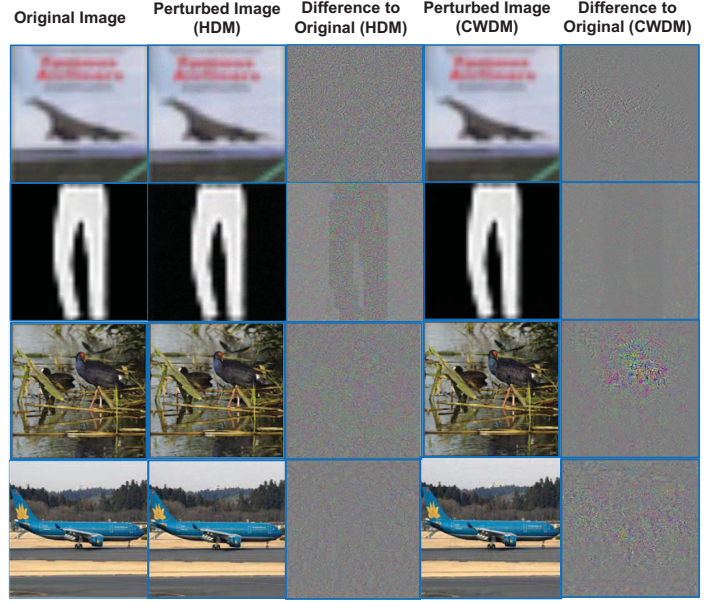 Original Image
Perturbed Image
(HDM)
Difference to
Original (HDM)
Perturbed Image
(CWDM)
Difference to
Original (CWDM)